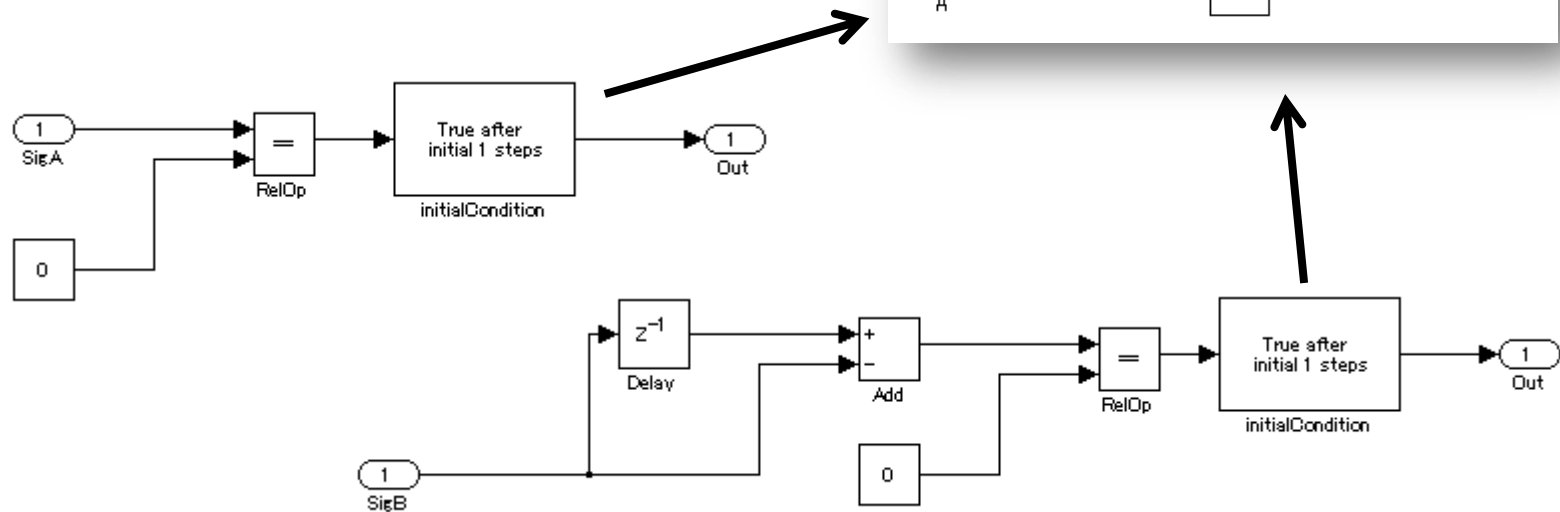 1
SigA
=
RelOp
True after
initial 1 steps
initialCondition
1
Out
0
z-1
Delay
+
-
Add
=
RelOp
True after
initial 1 steps
initialCondition
1
Out
1
SigB
0